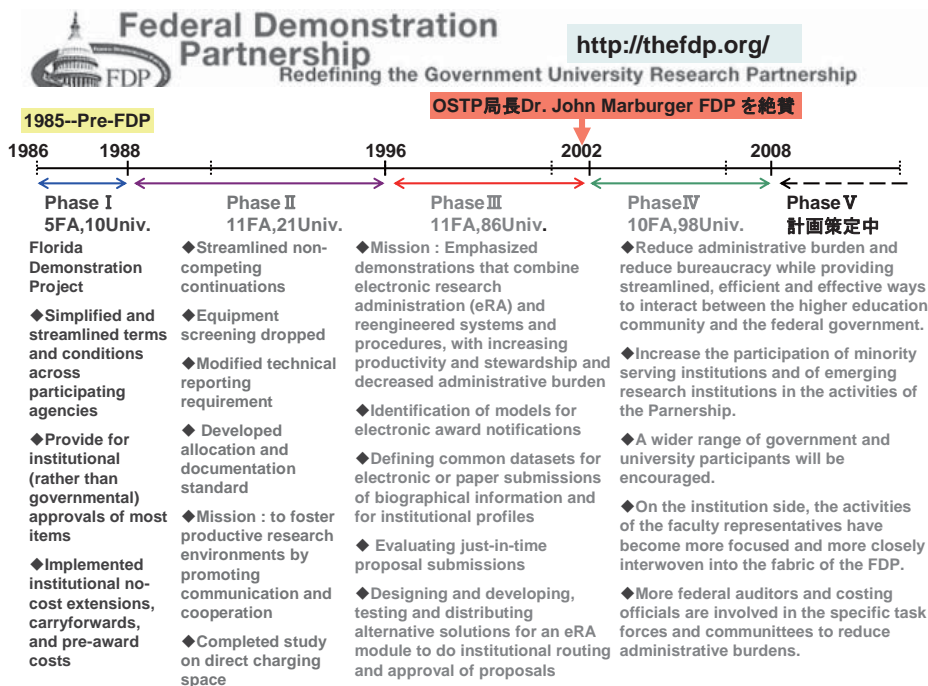 Federal Demonstration
Partnership
FDP
http://thefdp.org/
Redefining the Government University Research Partnership
OSTP局長Dr. John Marburger FDP を絶賛
1985--Pre-FDP
1986 1988 1996 2002 2008
Phase Ⅰ
5FA,10Univ.
Florida
Demonstration
Project
◆Simplified and
streamlined terms
and conditions
across
participating
agencies
◆Provide for
institutional
(rather than
governmental)
approvals of most
items
◆Implemented
institutional no-
cost extensions,
carryforwards,
and pre-award
costs
Phase Ⅱ
11FA,21Univ.
◆Streamlined non-
competing
continuations
◆Equipment
screening dropped
◆Modified technical
reporting
requirement
◆ Developed
allocation and
documentation
standard
◆Mission : to foster
productive research
environments by
promoting
communication and
cooperation
◆Completed study
on direct charging
space
Phase Ⅲ
11FA,86Univ.
◆Mission : Emphasized
demonstrations that combine
electronic research
administration (eRA) and
reengineered systems and
procedures, with increasing
productivity and stewardship and
decreased administrative burden
◆Identification of models for
electronic award notifications
◆Defining common datasets for
electronic or paper submissions
of biographical information and
for institutional profiles
◆ Evaluating just-in-time
proposal submissions
◆Designing and developing,
testing and distributing
alternative solutions for an eRA
module to do institutional routing
and approval of proposals
PhaseⅣ
10FA,98Univ.
◆Reduce administrative burden and
reduce bureaucracy while providing
streamlined, efficient and effective ways
to interact between the higher education
community and the federal government.
◆Increase the participation of minority
serving institutions and of emerging
research institutions in the activities of
the Parnership.
◆A wider range of government and
university participants will be
encouraged.
◆On the institution side, the activities
of the faculty representatives have
become more focused and more closely
interwoven into the fabric of the FDP.
◆More federal auditors and costing
officials are involved in the specific task
forces and communittees to reduce
administrative burdens.
Phase Ⅴ
計画策定中